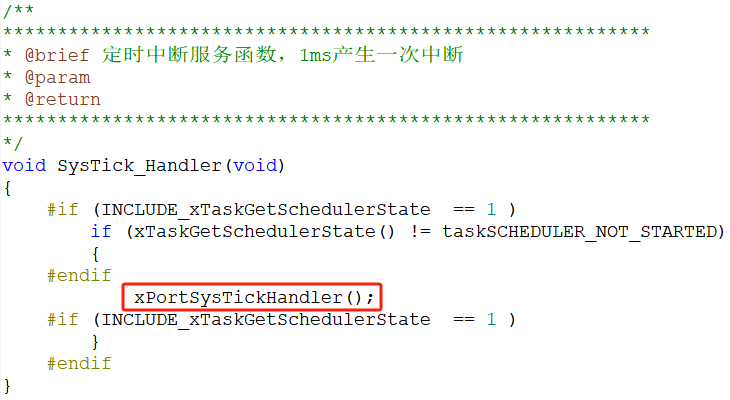 /**
***********************************************************
* @brief 定时中断服务函数，1ms产生一次中断
* @param
* @return
***********************************************************
*/
void SysTick_Handler(void)
{
    #if (INCLUDE_xTaskGetSchedulerState  == 1 )
        if (xTaskGetSchedulerState() != taskSCHEDULER_NOT_STARTED)
        {
    #endif
            xPortSysTickHandler();
    #if (INCLUDE_xTaskGetSchedulerState  == 1 )
        }
    #endif
}